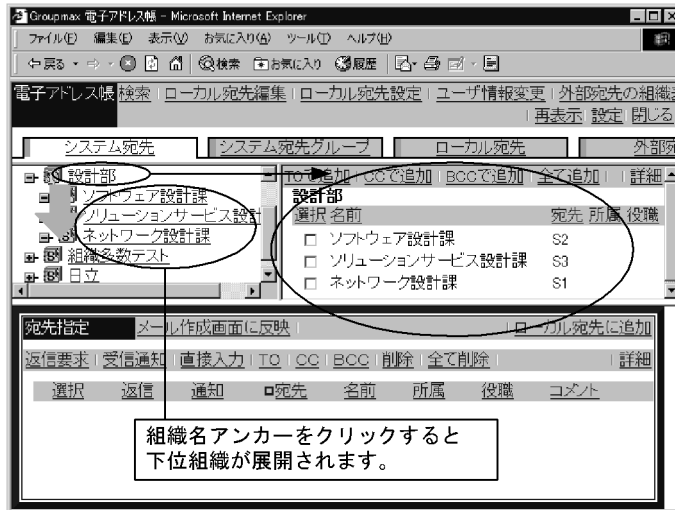 Groupmax 電子アドレス帳 - Microsoft Internet Explorer
ファイル(F) 編集(E) 表示(V) お気に入り(A) ツール(T) ヘルプ(H)
戻る 検索 お気に入り 履歴
電子アドレス帳 検索 | ローカル宛先編集 | ローカル宛先設定 | ユーザ情報変更 | 外部宛先の組織
| 再表示 | 設定 | 閉じる
システム宛先 システム宛先グループ ローカル宛先 外部宛
設計部
ソフトウェア設計課
ソリューションサービス設計
ネットワーク設計課
組織多数テスト
日立
TOで追加 | CCで追加 | BCCで追加 | 全て追加 | | 詳細
設計部
選択 名前 宛先 所属 役職
ソフトウェア設計課 S2
ソリューションサービス設計課 S3
ネットワーク設計課 S1
宛先指定 メール作成画面に反映 | | ローカル宛先に追加
返信要求 | 受信通知 | 直接入力 | TO | CC | BCC | 削除 | 全て削除 | | 詳細
選択 返信 通知 宛先 名前 所属 役職 コメント
組織名アンカーをクリックすると
下位組織が展開されます。